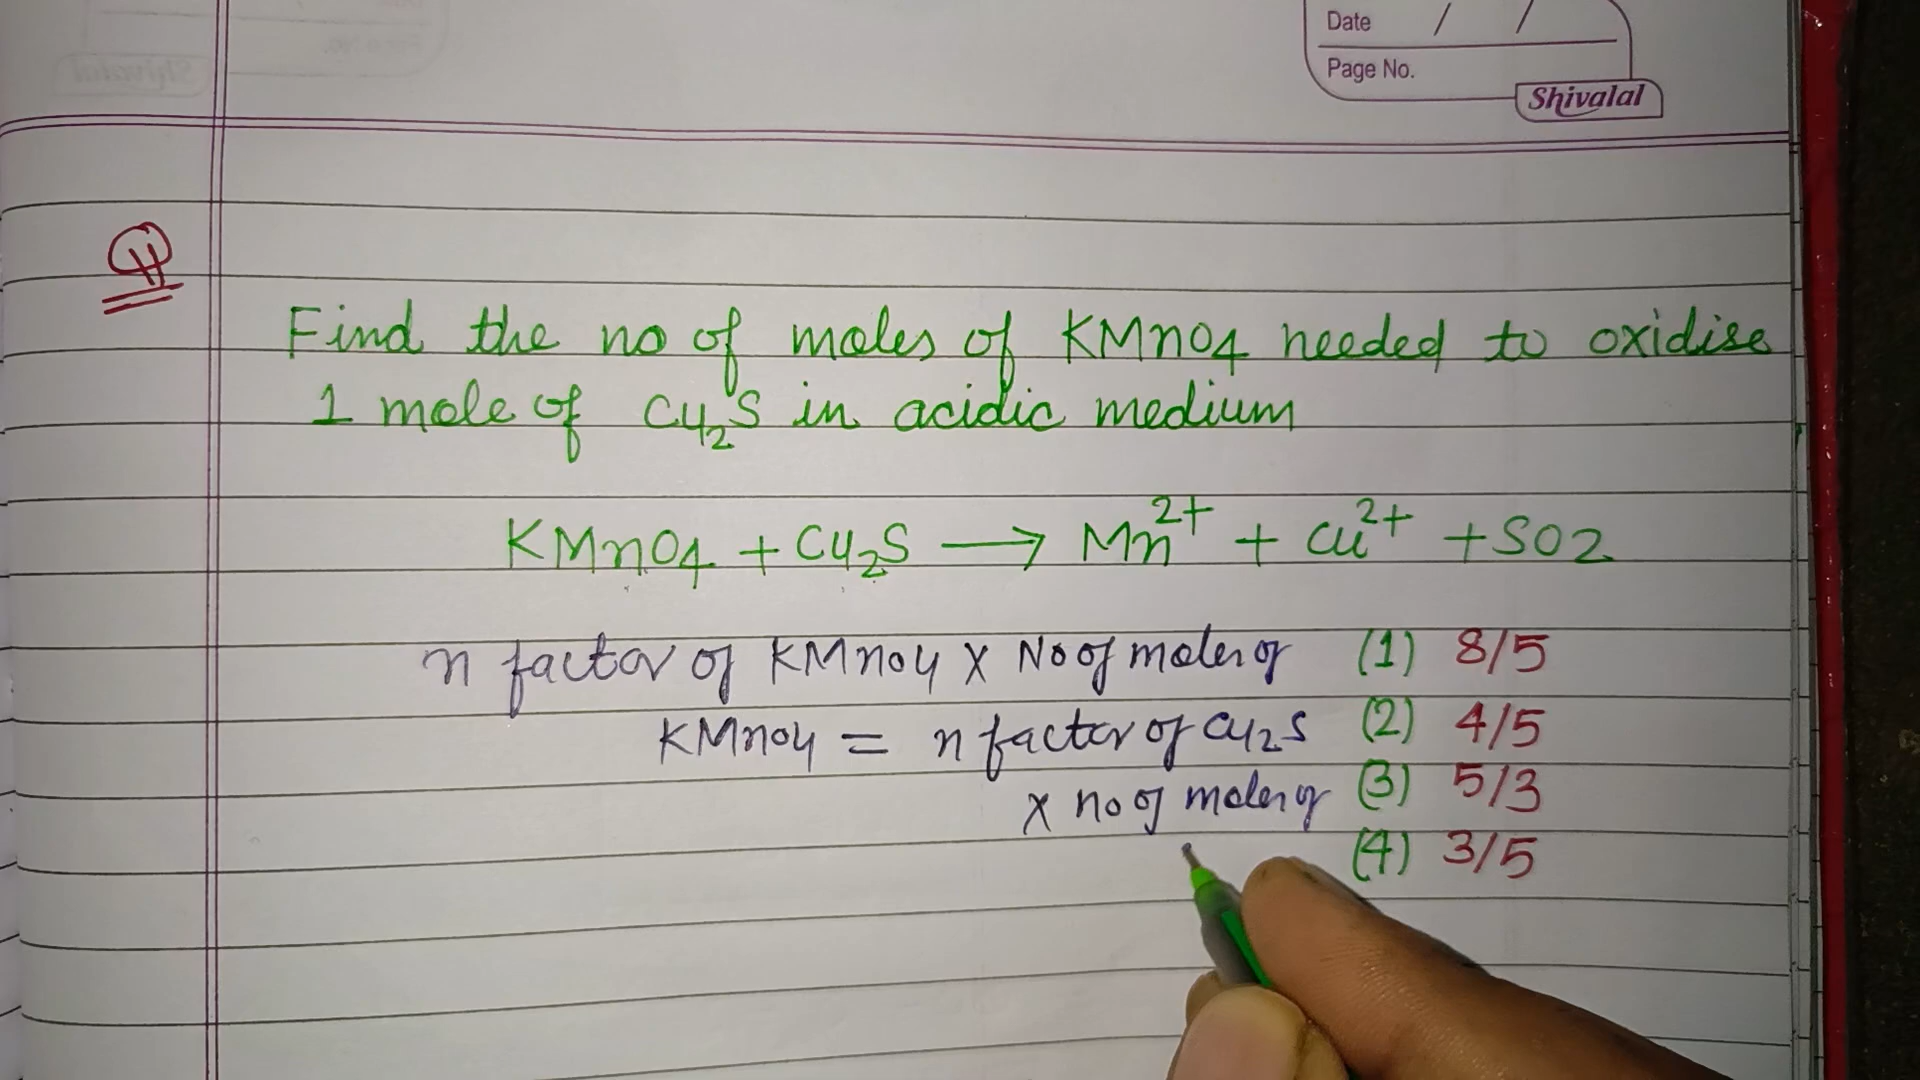 Date / /
Page No.
Shivalal
Q
Find the no of moles of KMnO4 needed to oxidise
1 mole of Cu2S in acidic medium
KMnO4 + Cu2S ⟶ Mn2+ + Cu2+ + SO2
n factor of KMnO4 X No of moles of (1) 8/5
KMnO4 = n factor of Cu2S (2) 4/5
X no of moles of (3) 5/3
(4) 3/5